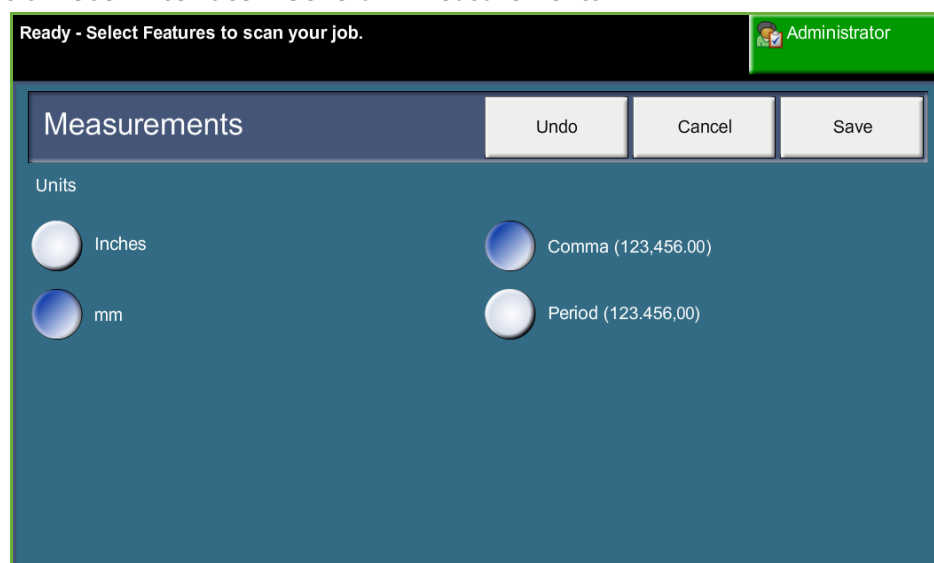 Ready - Select Features to scan your job.
Administrator
Measurements
Undo
Cancel
Save
Units
Inches
Comma (123,456.00)
mm
Period (123.456,00)